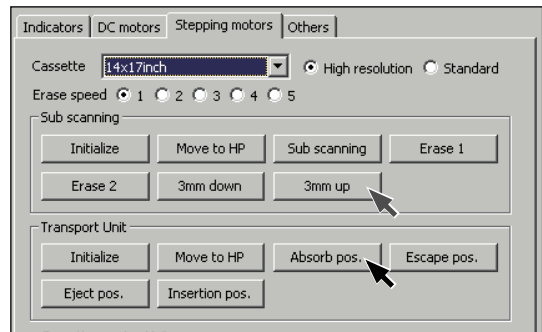 Indicators DC motors Stepping motors Others
Cassette 14x17inch High resolution Standard
Erase speed 1 2 3 4 5
Sub scanning
Initialize Move to HP Sub scanning Erase 1
Erase 2 3mm down 3mm up
Transport Unit
Initialize Move to HP Absorb pos. Escape pos.
Eject pos. Insertion pos.